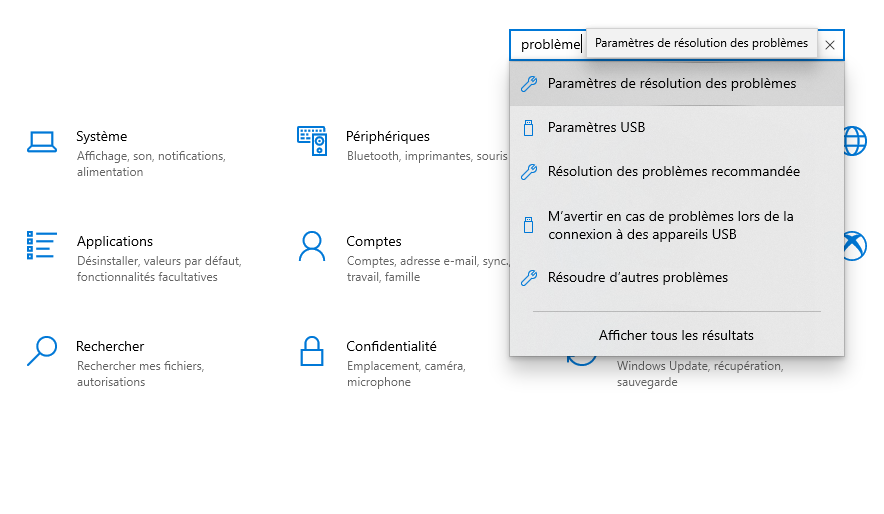 problème
Paramètres de résolution des problèmes
Paramètres de résolution des problèmes
Paramètres USB
Résolution des problèmes recommandée
M’avertir en cas de problèmes lors de la
connexion à des appareils USB
Résoudre d’autres problèmes
Afficher tous les résultats
Système
Affichage, son, notifications,
alimentation
Périphériques
Bluetooth, imprimantes, souris
Applications
Désinstaller, valeurs par défaut,
fonctionnalités facultatives
Comptes
Comptes, adresse e-mail, sync.,
travail, famille
Rechercher
Rechercher mes fichiers,
autorisations
Confidentialité
Emplacement, caméra,
microphone
Windows Update, récupération,
sauvegarde